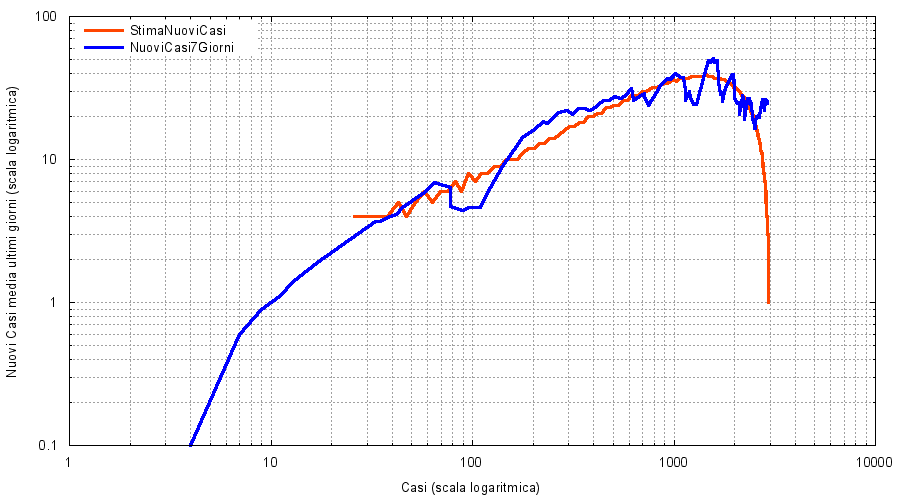 100
10
1
0.1
StimaNuoviCasi
NuoviCasi7Giorni
Nuovi Casi media ultimi giorni (scala logaritmica)
1
10
100
1000
10000
Casi (scala logaritmica)